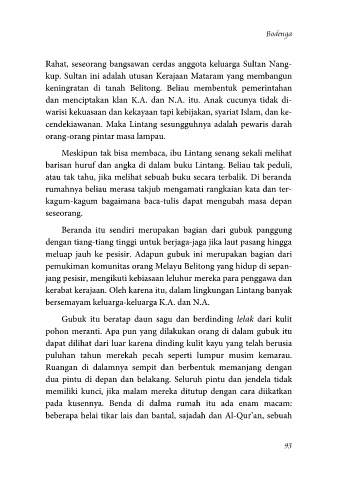 Bodenga
Rahat, seseorang bangsawan cerdas anggota keluarga Sultan Nang-
kup. Sultan ini adalah utusan Kerajaan Mataram yang membangun
keningratan di tanah Belitong. Beliau membentuk pemerintahan
dan menciptakan klan K.A. dan N.A. itu. Anak cucunya tidak di-
warisi kekuasaan dan kekayaan tapi kebijakan, syariat Islam, dan ke-
cendekiawanan. Maka Lintang sesungguhnya adalah pewaris darah
orang-orang pintar masa lampau.
Meskipun tak bisa membaca, ibu Lintang senang sekali melihat
barisan huruf dan angka di dalam buku Lintang. Beliau tak peduli,
atau tak tahu, jika melihat sebuah buku secara terbalik. Di beranda
rumahnya beliau merasa takjub mengamati rangkaian kata dan ter-
kagum-kagum bagaimana baca-tulis dapat mengubah masa depan
seseorang.
Beranda itu sendiri merupakan bagian dari gubuk panggung
dengan tiang-tiang tinggi untuk berjaga-jaga jika laut pasang hingga
meluap jauh ke pesisir. Adapun gubuk ini merupakan bagian dari
pemukiman komunitas orang Melayu Belitong yang hidup di sepan-
jang pesisir, mengikuti kebiasaan leluhur mereka para penggawa dan
kerabat kerajaan. Oleh karena itu, dalam lingkungan Lintang banyak
bersemayam keluarga-keluarga K.A. dan N.A.
Gubuk itu beratap daun sagu dan berdinding lelak dari kulit
pohon meranti. Apa pun yang dilakukan orang di dalam gubuk itu
dapat dilihat dari luar karena dinding kulit kayu yang telah berusia
puluhan tahun merekah pecah seperti lumpur musim kemarau.
Ruangan di dalamnya sempit dan berbentuk memanjang dengan
dua pintu di depan dan belakang. Seluruh pintu dan jendela tidak
memiliki kunci, jika malam mereka ditutup dengan cara diikatkan
pada kusennya. Benda di dalma rumah itu ada enam macam:
beberapa helai tikar lais dan bantal, sajadah dan Al-Qur'an, sebuah
93